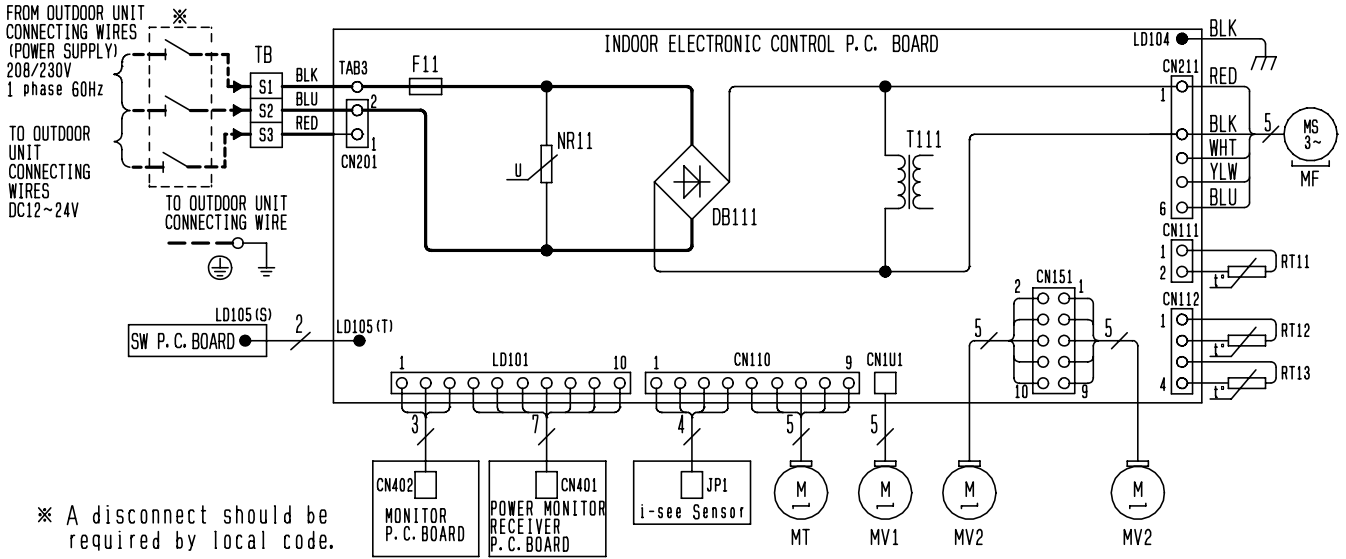 FROM OUTDOOR UNIT
CONNECTING WIRES
(POWER SUPPLY)
208/230V
1 phase 60Hz
※
TO OUTDOOR
UNIT
CONNECTING
WIRES
DC12~24V
TB
S1
S2
S3
BLK
BLU
RED
TAB3
2
1
CN201
F11
INDOOR ELECTRONIC CONTROL P.C. BOARD
NR11
U
DB111
T111
LD104
BLK
CN211
1
6
RED
BLK
WHT
YLW
BLU
5
MS
3~
MF
TO OUTDOOR UNIT
CONNECTING WIRE
CN111
1
2
t°
RT11
CN112
1
4
t°
RT12
t°
RT13
CN151
2
1
10
9
5
5
SW P.C. BOARD
LD105(S)
2
LD105(T)
1
LD101
10
1
CN110
9
CN1U1
3
7
4
5
5
CN402
MONITOR
P.C. BOARD
CN401
POWER MONITOR
RECEIVER
P.C. BOARD
JP1
i-see Sensor
M
MT
M
MV1
M
MV2
M
MV2
※ A disconnect should be
required by local code.